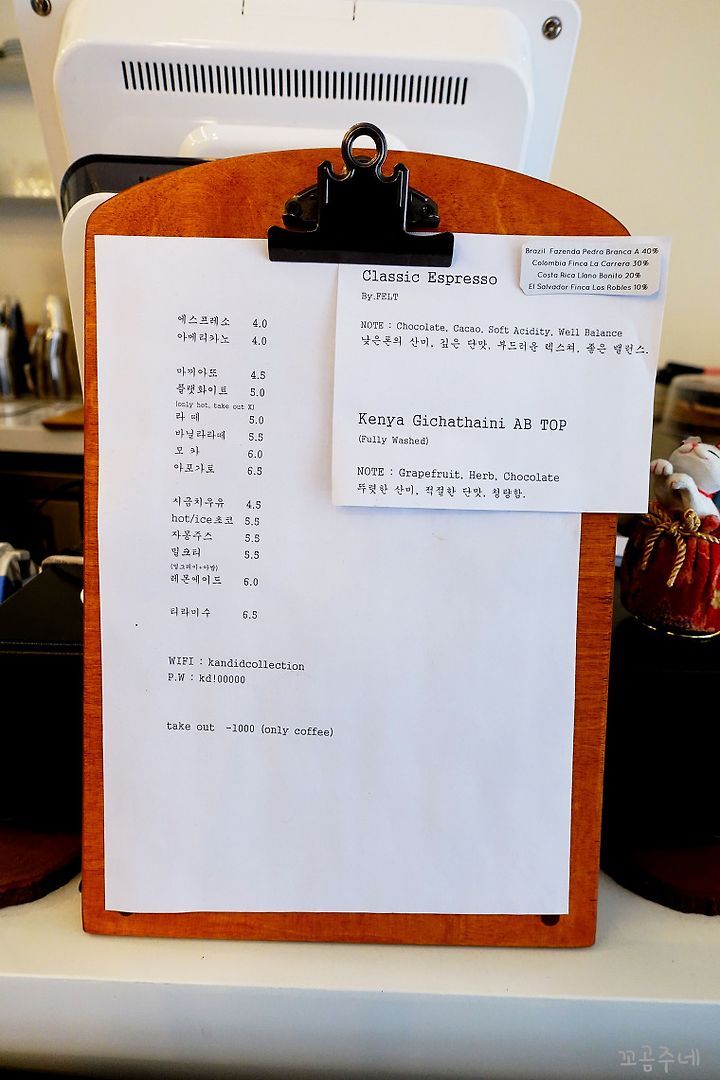 에스프레소 4.0
아메리카노 4.0
마끼아또 4.5
플랫화이트 5.0
(only hot, take out X)
라떼 5.0
바닐라라떼 5.5
모카 6.0
아포가토 6.5
시금치우유 4.5
hot/ice초코 5.5
자몽주스 5.5
밀크티 5.5
(잉그리커+아쌈)
레몬에이드 6.0
티라미수 6.5
WIFI : kandidcollection
P.W : kd!00000
take out -1000 (only coffee)
Classic Espresso
By.FELT
NOTE : Chocolate, Cacao, Soft Acidity, Well Balance
낮은톤의 산미, 깊은 단맛, 부드러운 텍스쳐, 좋은 밸런스.
Kenya Gichathaini AB TOP
(Fully Washed)
NOTE : Grapefruit, Herb, Chocolate
뚜렷한 산미, 적절한 단맛, 청량함.
Brazil Fazenda Pedra Branca A 40%
Colombia Finca La Carrera 30%
Costa Rica Llano Bonito 20%
El Salvador Finca Los Robles 10%
꼬곰주네